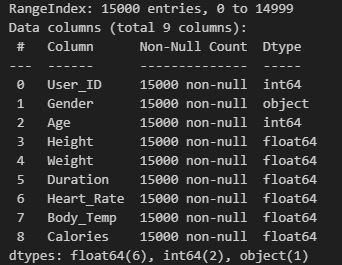 RangeIndex: 15000 entries, 0 to 14999
Data columns (total 9 columns):
 #   Column      Non-Null Count  Dtype
---  ------      --------------  -----
 0   User_ID     15000 non-null  int64
 1   Gender      15000 non-null  object
 2   Age         15000 non-null  int64
 3   Height      15000 non-null  float64
 4   Weight      15000 non-null  float64
 5   Duration    15000 non-null  float64
 6   Heart_Rate  15000 non-null  float64
 7   Body_Temp   15000 non-null  float64
 8   Calories    15000 non-null  float64
dtypes: float64(6), int64(2), object(1)